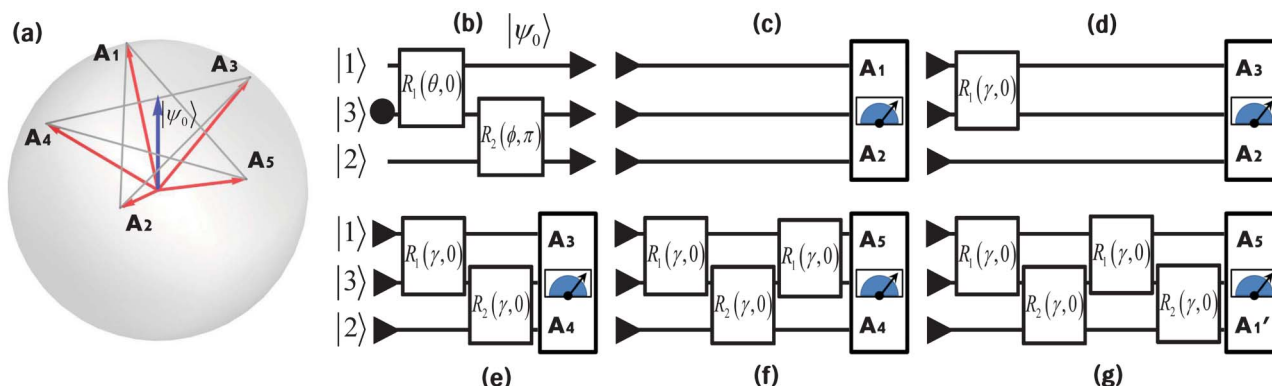 (a)
A1
A3
|ψ0⟩
A4
A5
A2
(b)
|ψ0⟩
|1⟩
|3⟩
|2⟩
R1(θ,0)
R2(ϕ,π)
(c)
A1
A2
(d)
R1(γ,0)
A3
A2
|1⟩
|3⟩
|2⟩
R1(γ,0)
R2(γ,0)
A3
A4
(e)
R1(γ,0)
R2(γ,0)
R1(γ,0)
A5
A4
(f)
R1(γ,0)
R2(γ,0)
R1(γ,0)
R2(γ,0)
A5
A1′
(g)